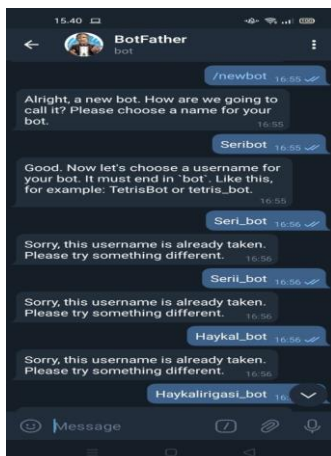 15.40
BotFather
bot
/newbot 16:55
Alright, a new bot. How are we going to
call it? Please choose a name for your
bot.
16:55
Seribot 16:55
Good. Now let's choose a username for
your bot. It must end in `bot`. Like this,
for example: TetrisBot or tetris_bot.
16:55
Seri_bot 16:56
Sorry, this username is already taken.
Please try something different. 16:56
Serii_bot 16:56
Sorry, this username is already taken.
Please try something different. 16:56
Haykal_bot 16:56
Sorry, this username is already taken.
Please try something different. 16:56
Haykalirigasi_bot
Message